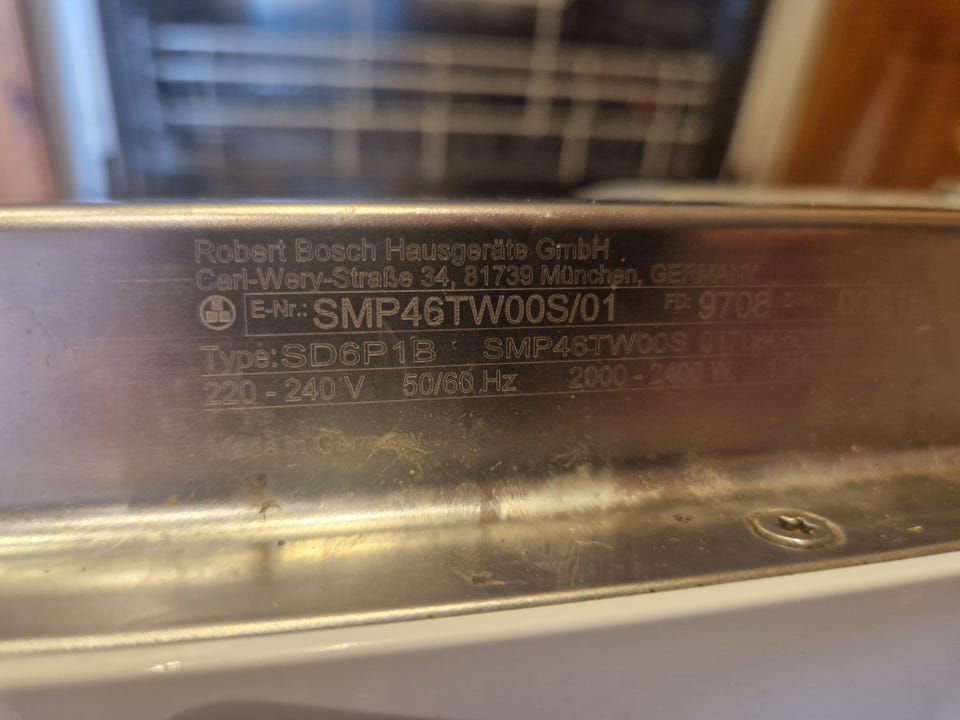 Robert Bosch Hausgeräte GmbH
Carl-Wery-Straße 34, 81739 München, GERMANY
E-Nr.: SMP46TW00S/01 FD: 9708
Type: SD6P1B SMP46TW00S
220 - 240 V 50/60 Hz 2000 - 2400 W
Made in Germany